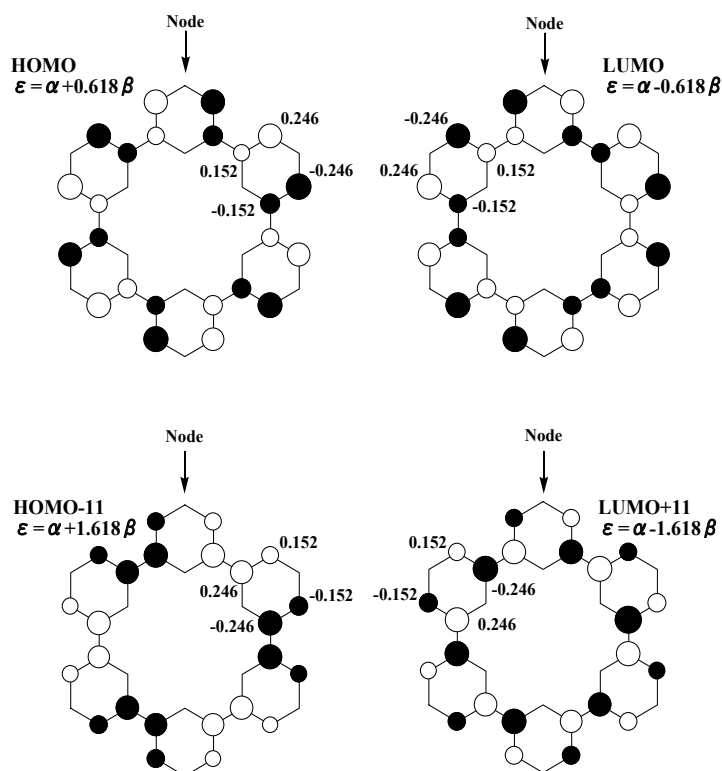 Node
HOMO
ε = α+0.618 β
0.246
0.152
-0.246
-0.152
Node
LUMO
ε = α-0.618 β
-0.246
0.246
0.152
-0.152
Node
HOMO-11
ε = α+1.618 β
0.152
0.246
-0.152
-0.246
Node
LUMO+11
ε = α-1.618 β
0.152
-0.152
-0.246
0.246